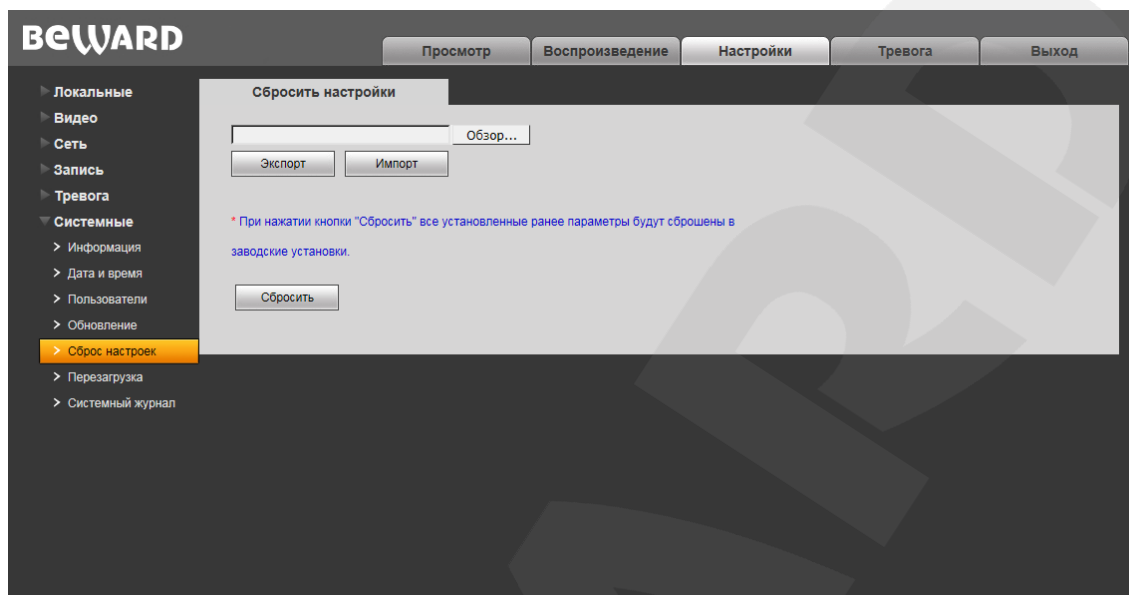 BEWARD
Просмотр
Воспроизведение
Настройки
Тревога
Выход
Локальные
Видео
Сеть
Запись
Тревога
Системные
Информация
Дата и время
Пользователи
Обновление
Сброс настроек
Перезагрузка
Системный журнал
Сбросить настройки
Обзор...
Экспорт
Импорт
* При нажатии кнопки "Сбросить" все установленные ранее параметры будут сброшены в
заводские установки.
Сбросить